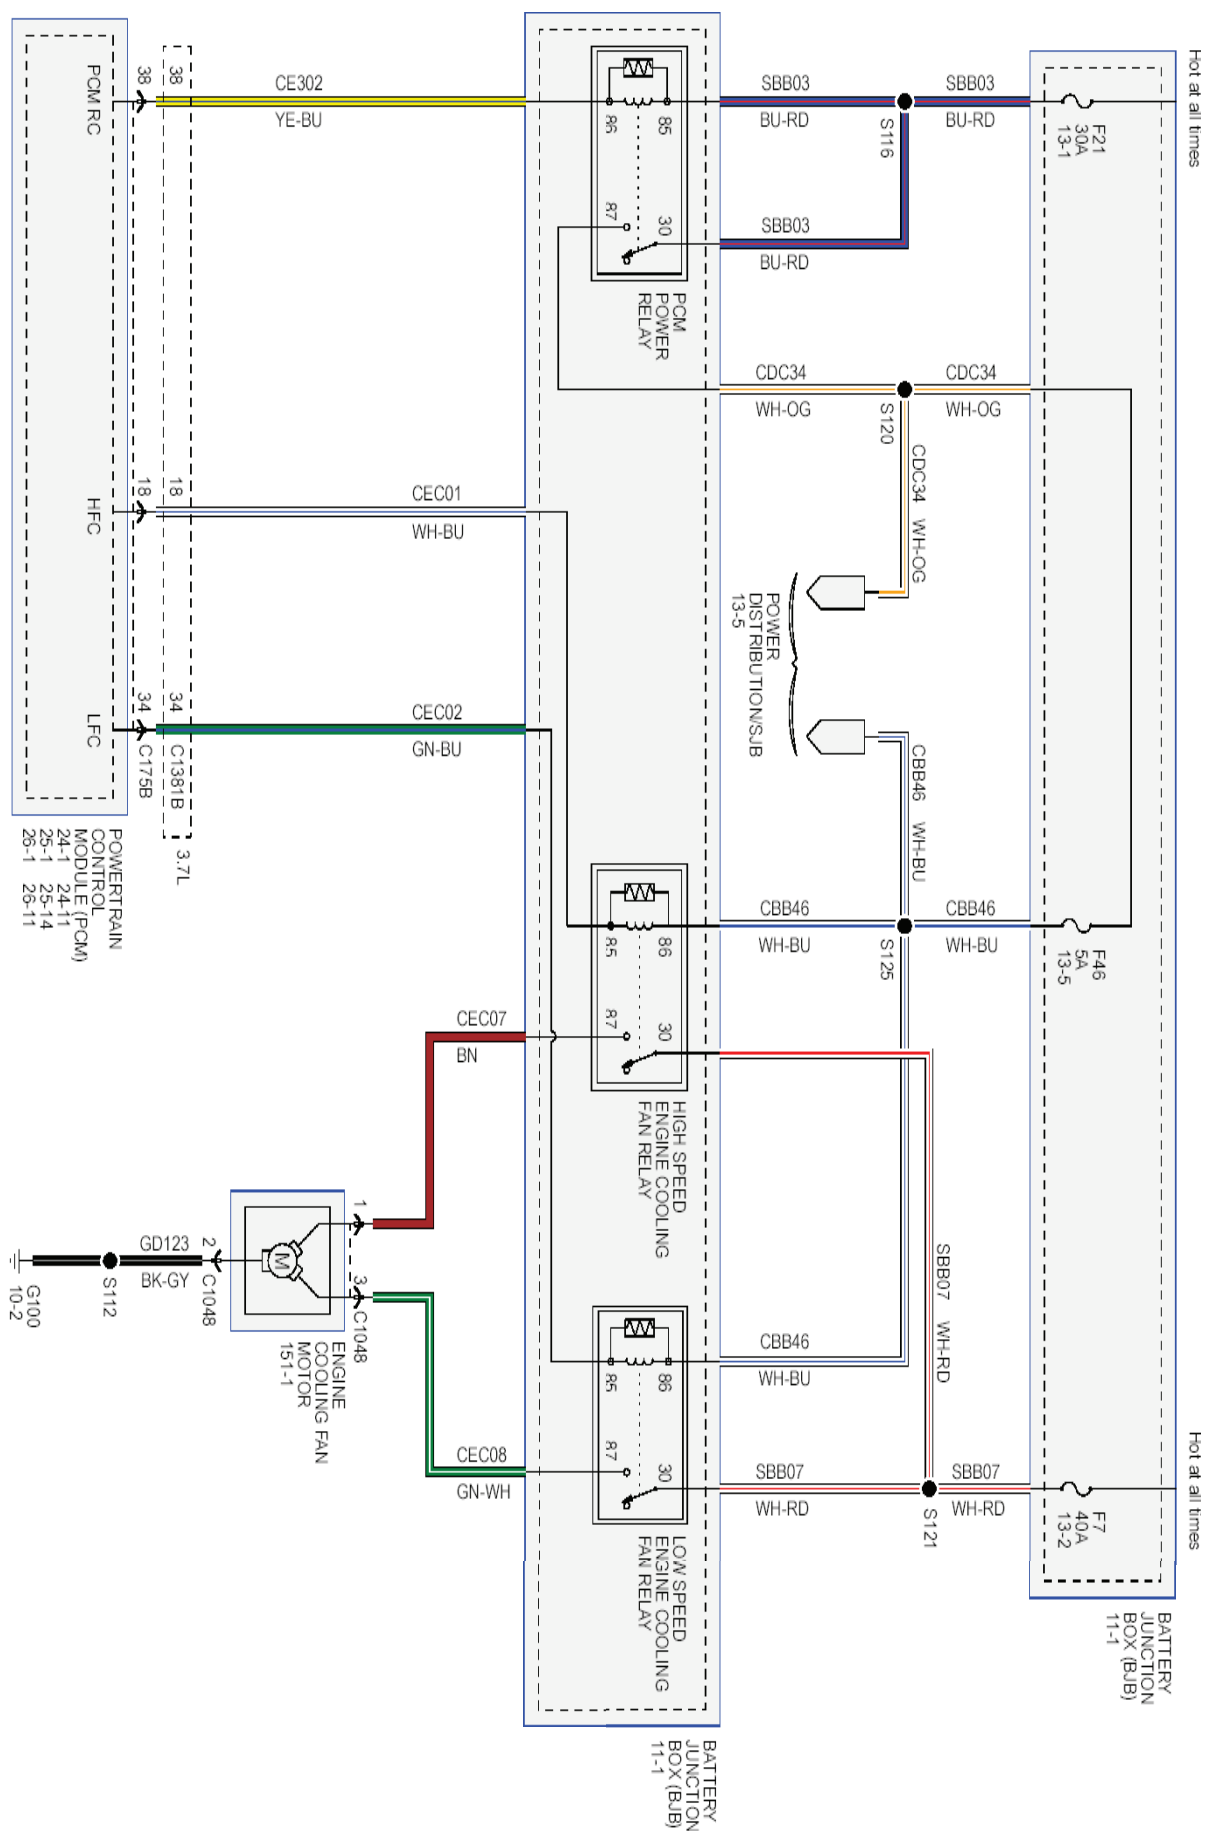 Hot at all times
F21
30A
13-1
SBB03
BU-RD
S116
SBB03
BU-RD
SBB03
BU-RD
85
86
30
87
PCM
POWER
RELAY
CE302
YE-BU
38
38
PCM RC
CDC34
WH-OG
S120
CDC34
WH-OG
CDC34 WH-OG
POWER
DISTRIBUTION/SJB
13-5
CEC01
WH-BU
18
18
HFC
CEC02
GN-BU
34 C1381B
34 C175B
LFC
3.7L
POWERTRAIN
CONTROL
MODULE (PCM)
24-1 24-11
25-1 25-14
26-1 26-11
CBB46 WH-BU
F46
5A
13-5
CBB46
WH-BU
S125
CBB46
WH-BU
86
85
30
87
HIGH SPEED
ENGINE COOLING
FAN RELAY
CEC07
BN
SBB07 WH-RD
1
3 C1048
M
2 C1048
GD123
BK-GY
S112
G100
10-2
ENGINE
COOLING FAN
MOTOR
151-1
CBB46
WH-BU
86
85
30
87
LOW SPEED
ENGINE COOLING
FAN RELAY
CEC08
GN-WH
SBB07
WH-RD
S121
SBB07
WH-RD
Hot at all times
F7
40A
13-2
BATTERY
JUNCTION
BOX (BJB)
11-1
BATTERY
JUNCTION
BOX (BJB)
11-1